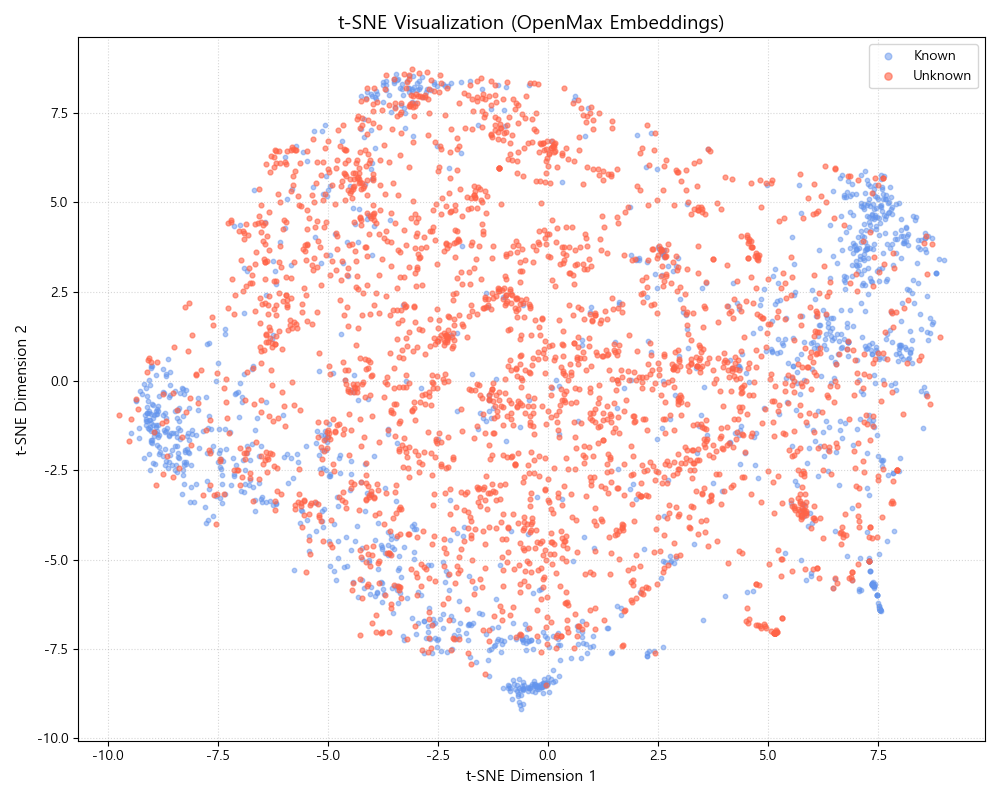 t-SNE Visualization (OpenMax Embeddings)
Known
Unknown
t-SNE Dimension 2
7.5
5.0
2.5
0.0
-2.5
-5.0
-7.5
-10.0
-10.0 -7.5 -5.0 -2.5 0.0 2.5 5.0 7.5
t-SNE Dimension 1